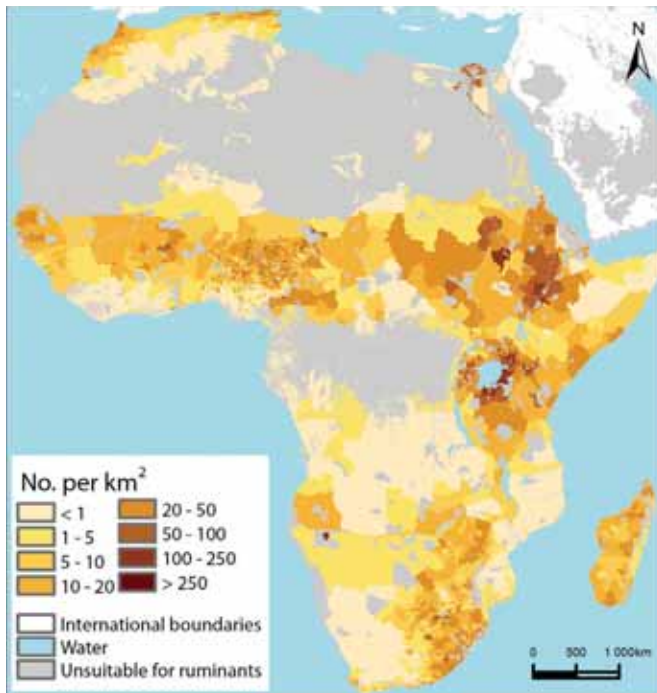 N
No. per km²
< 1
1 - 5
5 - 10
10 - 20
20 - 50
50 - 100
100 - 250
> 250
International boundaries
Water
Unsuitable for ruminants
0 500 1 000km